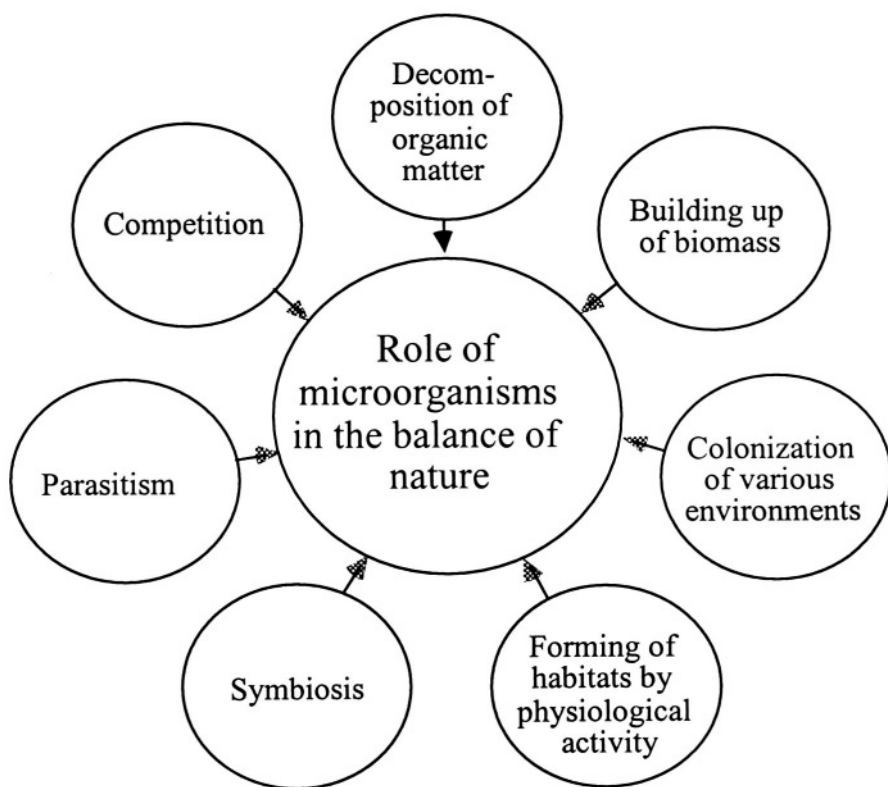 Decom-
position of
organic
matter
Building up
of biomass
Colonization
of various
environments
Forming of
habitats by
physiological
activity
Symbiosis
Parasitism
Competition
Role of
microorganisms
in the balance of
nature